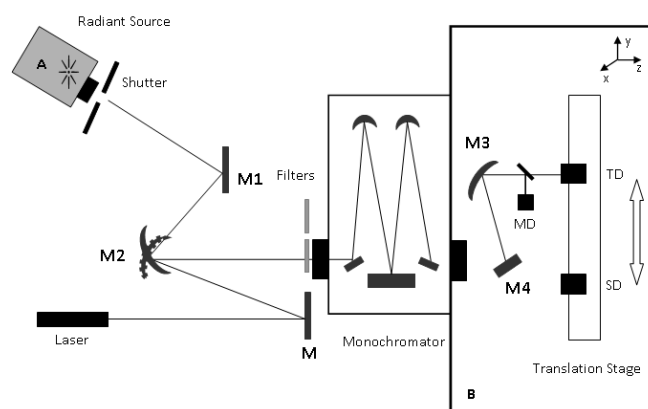 Radiant Source
A
Shutter
M1
Filters
M2
Laser
M
Monochromator
M3
MD
M4
y
z
x
TD
SD
Translation Stage
B